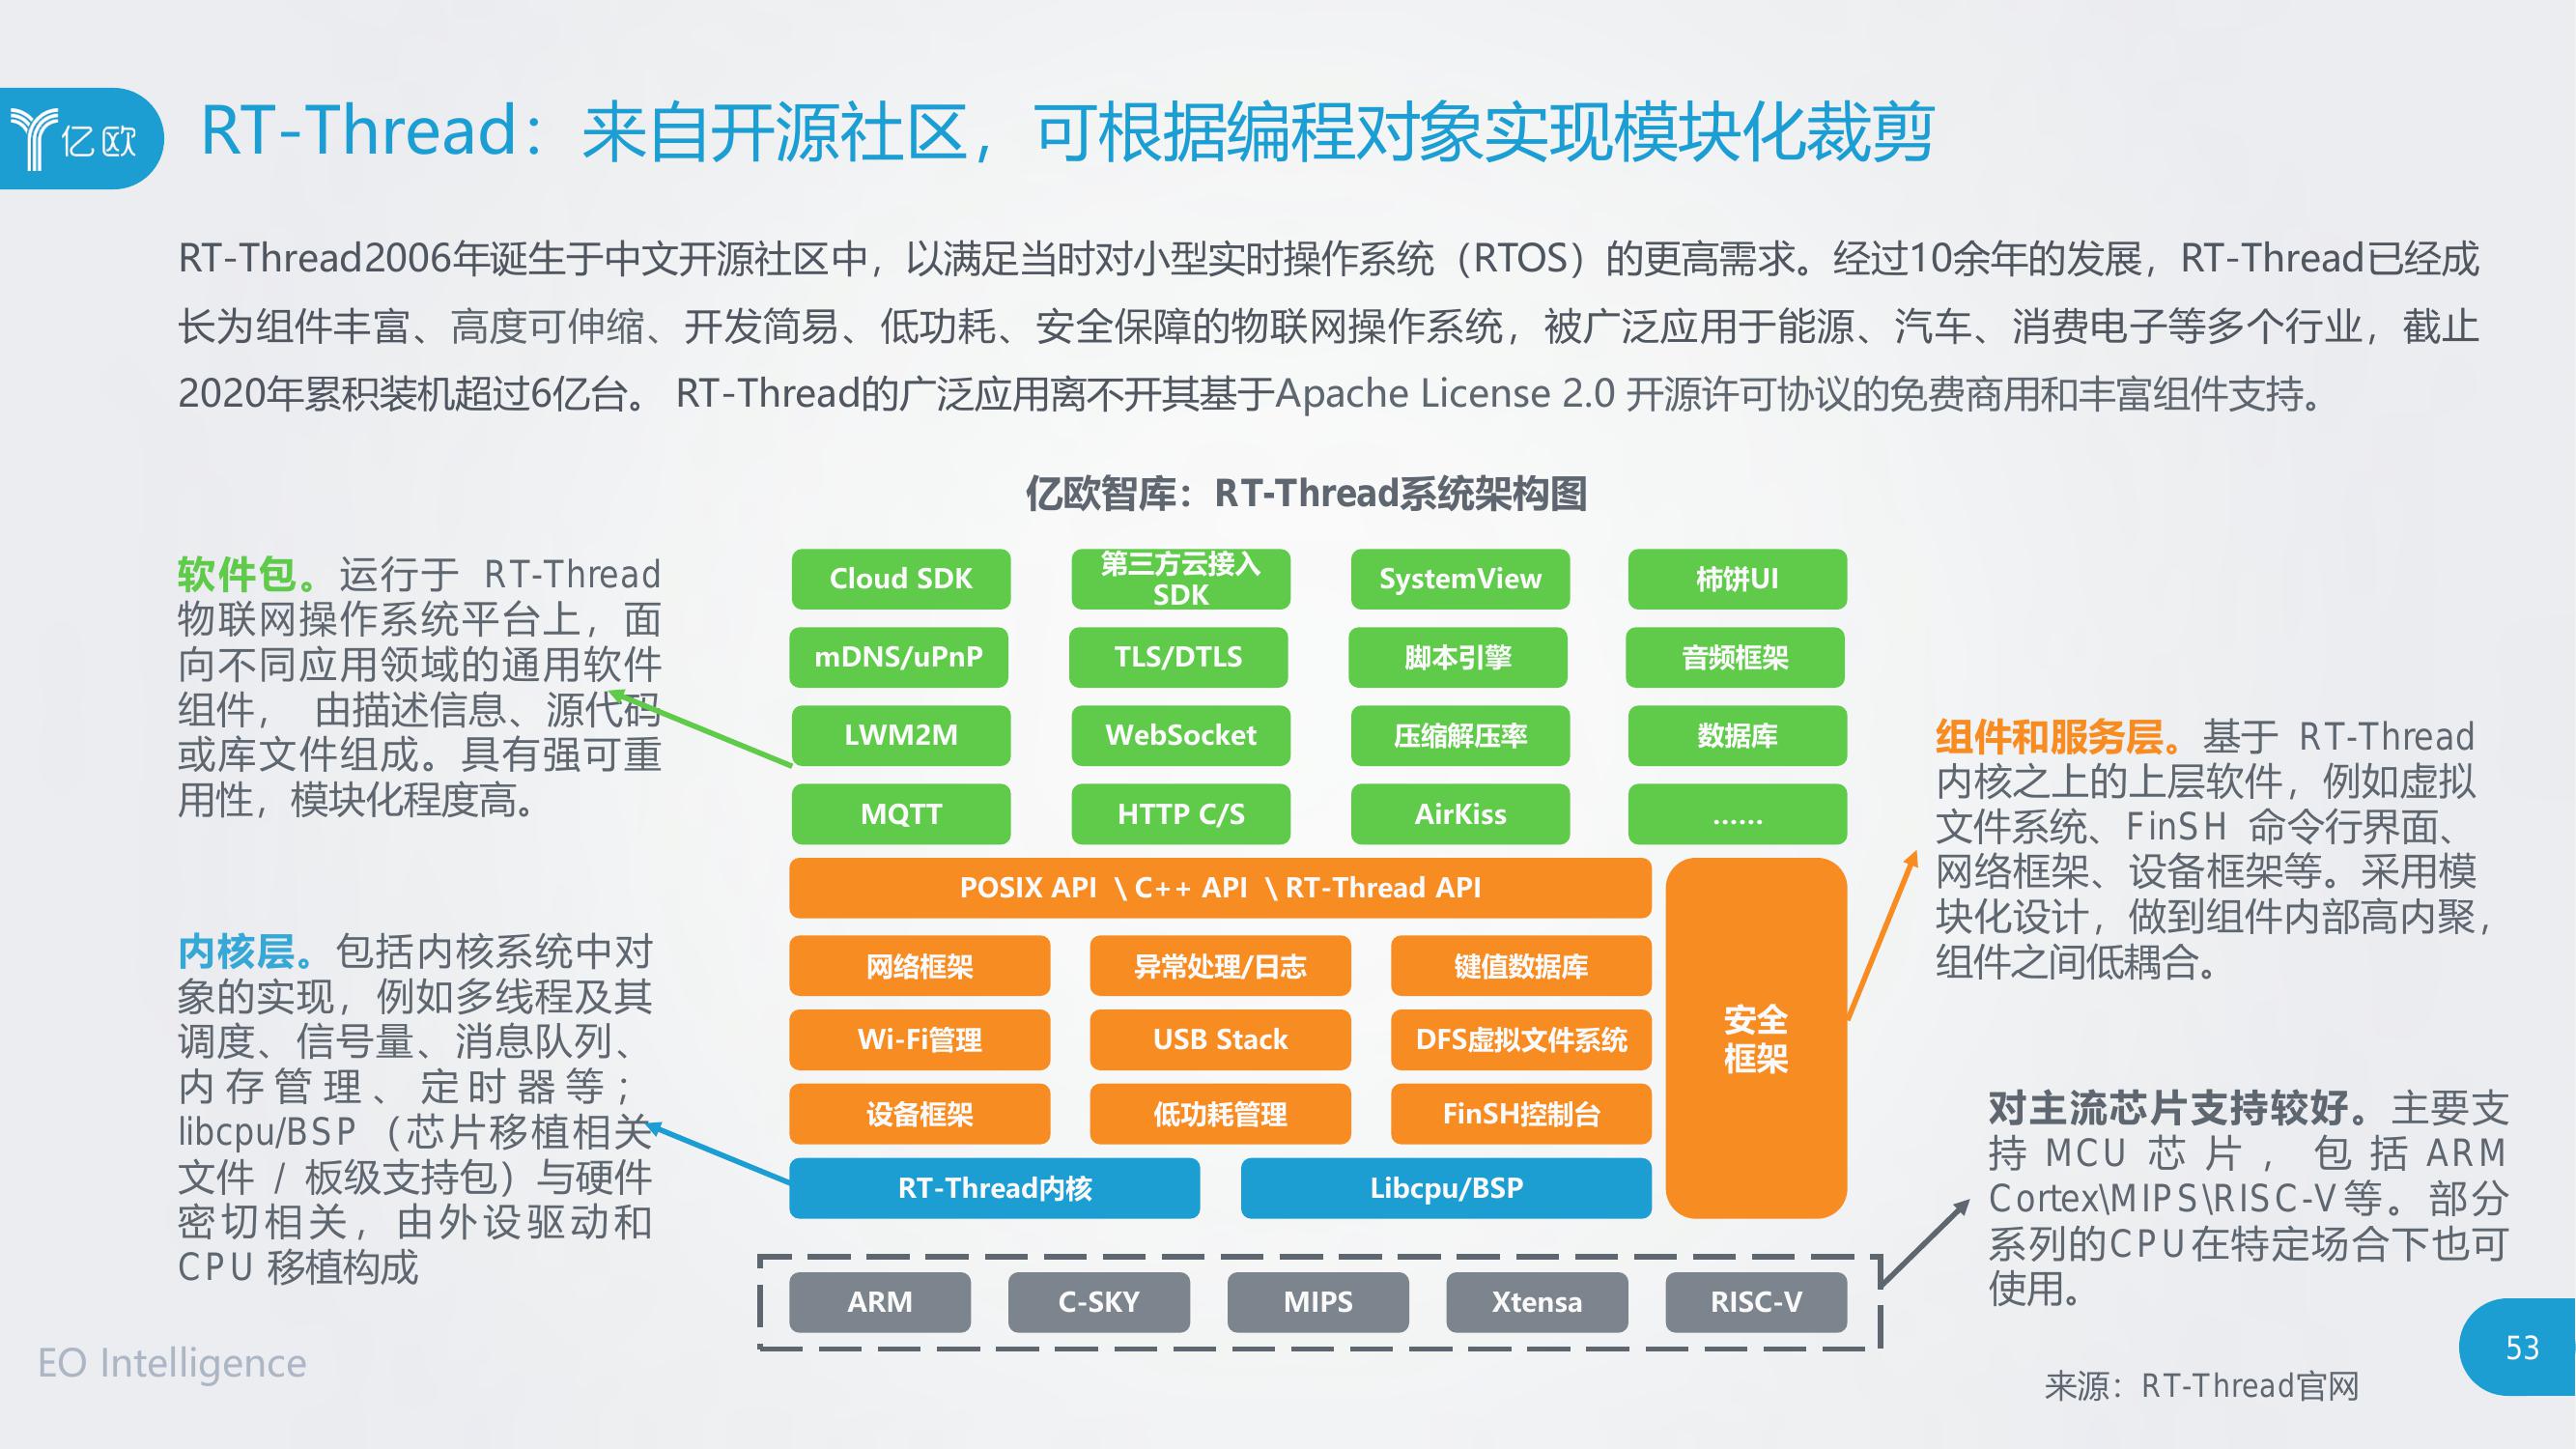 亿欧
RT-Thread：来自开源社区，可根据编程对象实现模块化裁剪
RT-Thread2006年诞生于中文开源社区中，以满足当时对小型实时操作系统（RTOS）的更高需求。经过10余年的发展，RT-Thread已经成
长为组件丰富、高度可伸缩、开发简易、低功耗、安全保障的物联网操作系统，被广泛应用于能源、汽车、消费电子等多个行业，截止
2020年累积装机超过6亿台。 RT-Thread的广泛应用离不开其基于Apache License 2.0 开源许可协议的免费商用和丰富组件支持。
亿欧智库：RT-Thread系统架构图
软件包。运行于 RT-Thread
物联网操作系统平台上，面
向不同应用领域的通用软件
组件， 由描述信息、源代码
或库文件组成。具有强可重
用性，模块化程度高。
内核层。包括内核系统中对
象的实现，例如多线程及其
调度、信号量、消息队列、
内存管理、定时器等；
libcpu/BSP（芯片移植相关
文件 / 板级支持包）与硬件
密切相关，由外设驱动和
CPU 移植构成
Cloud SDK
第三方云接入
SDK
SystemView
柿饼UI
mDNS/uPnP
TLS/DTLS
脚本引擎
音频框架
LWM2M
WebSocket
压缩解压率
数据库
MQTT
HTTP C/S
AirKiss
......
POSIX API \ C++ API \ RT-Thread API
网络框架
异常处理/日志
键值数据库
Wi-Fi管理
USB Stack
DFS虚拟文件系统
设备框架
低功耗管理
FinSH控制台
安全
框架
RT-Thread内核
Libcpu/BSP
ARM
C-SKY
MIPS
Xtensa
RISC-V
组件和服务层。基于 RT-Thread
内核之上的上层软件，例如虚拟
文件系统、FinSH 命令行界面、
网络框架、设备框架等。采用模
块化设计，做到组件内部高内聚，
组件之间低耦合。
对主流芯片支持较好。主要支
持MCU芯片，包括ARM
Cortex\MIPS\RISC-V等。部分
系列的CPU在特定场合下也可
使用。
EO Intelligence
53
来源：RT-Thread官网